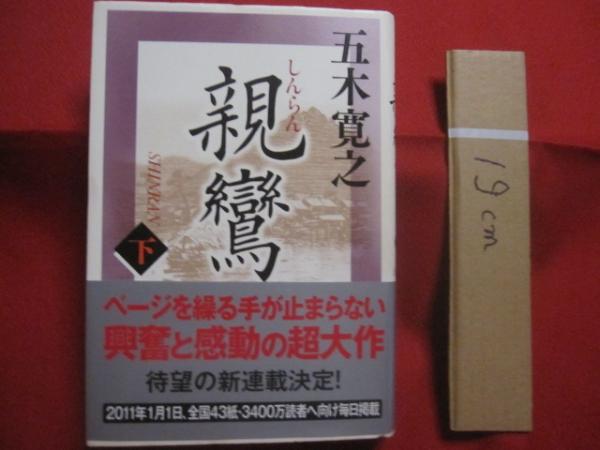 五木寛之
しんらん
親鸞
SHINRAN
下
ページを繰る手が止まらない
興奮と感動の超大作
待望の新連載決定!
2011年1月1日、全国43紙・3400万読者へ向け毎日掲載
19cm